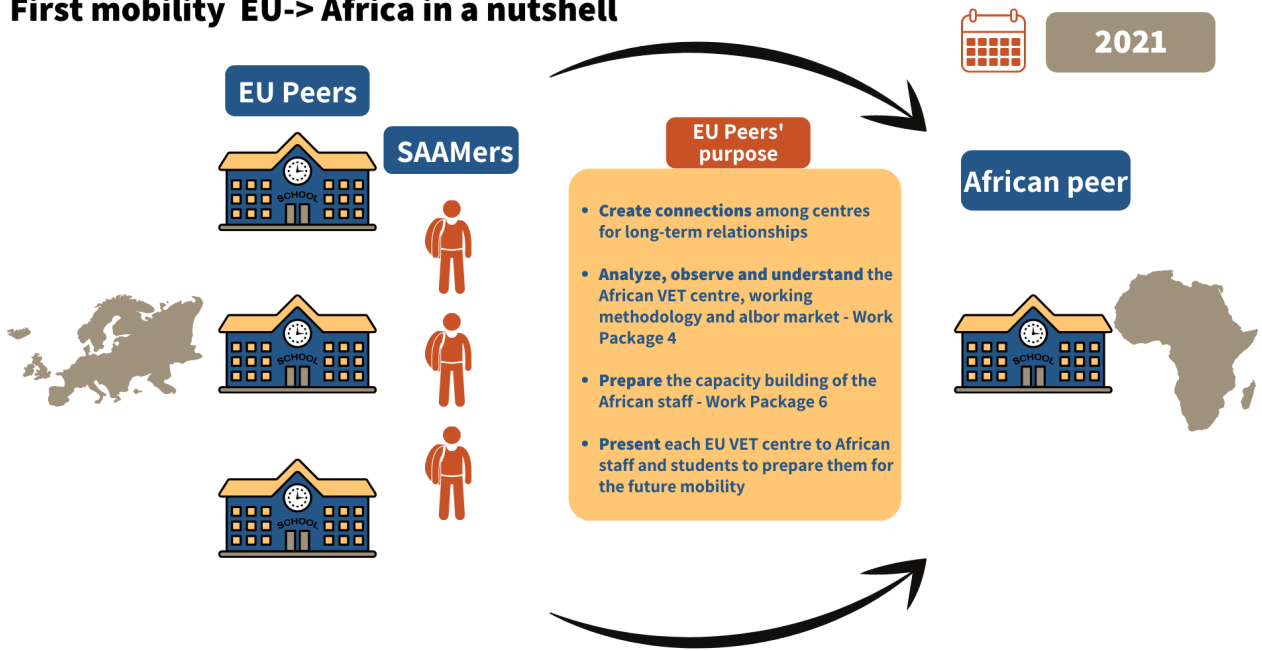 First mobility EU-> Africa in a nutshell
2021
EU Peers
SAAMers
EU Peers'
purpose
African peer
SCHOOL
SCHOOL
SCHOOL
SCHOOL
• Create connections among centres
for long-term relationships
• Analyze, observe and understand the
African VET centre, working
methodology and albor market - Work
Package 4
• Prepare the capacity building of the
African staff - Work Package 6
• Present each EU VET centre to African
staff and students to prepare them for
the future mobility